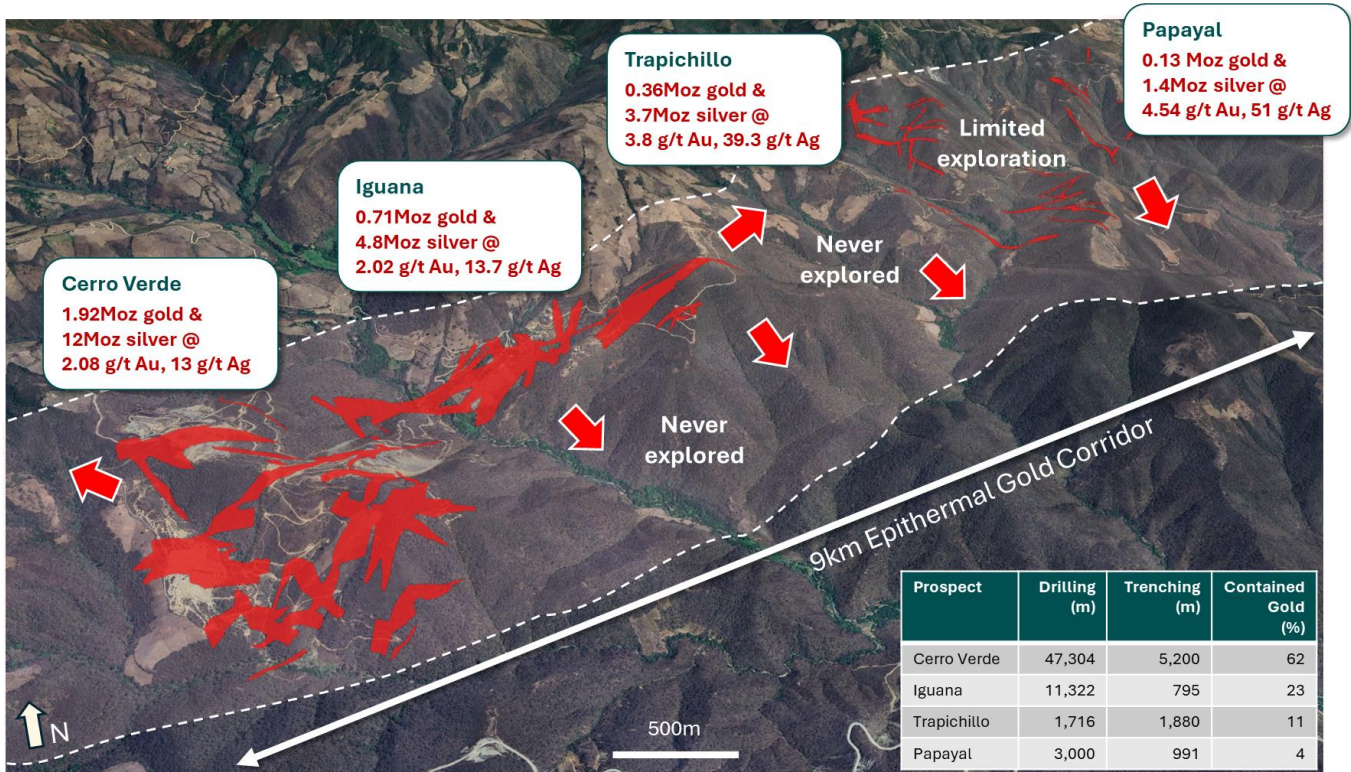 Papayal
0.13 Moz gold &
1.4Moz silver @
4.54 g/t Au, 51 g/t Ag
Trapichillo
0.36Moz gold &
3.7Moz silver @
3.8 g/t Au, 39.3 g/t Ag
Limited
exploration
Iguana
0.71Moz gold &
4.8Moz silver @
2.02 g/t Au, 13.7 g/t Ag
Never
explored
Cerro Verde
1.92Moz gold &
12Moz silver @
2.08 g/t Au, 13 g/t Ag
Never
explored
9km Epithermal Gold Corridor
N
500m
Prospect Drilling (m) Trenching (m) Contained Gold (%)
Cerro Verde 47,304 5,200 62
Iguana 11,322 795 23
Trapichillo 1,716 1,880 11
Papayal 3,000 991 4